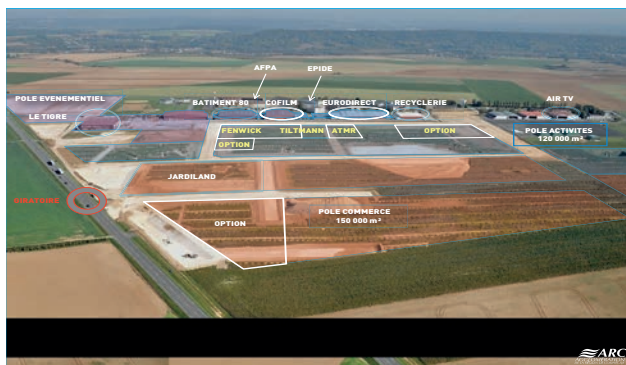 AFPA
EPIDE
POLE EVENEMENTIEL
BATIMENT 80
COFILM
EURODIRECT
RECYCLERIE
AIR TV
LE TIGRE
FENWICK
TILTMANN
ATMR
OPTION
POLE ACTIVITES
120 000 m²
OPTION
JARDILAND
GIRATOIRE
OPTION
POLE COMMERCE
150 000 m²
ARC